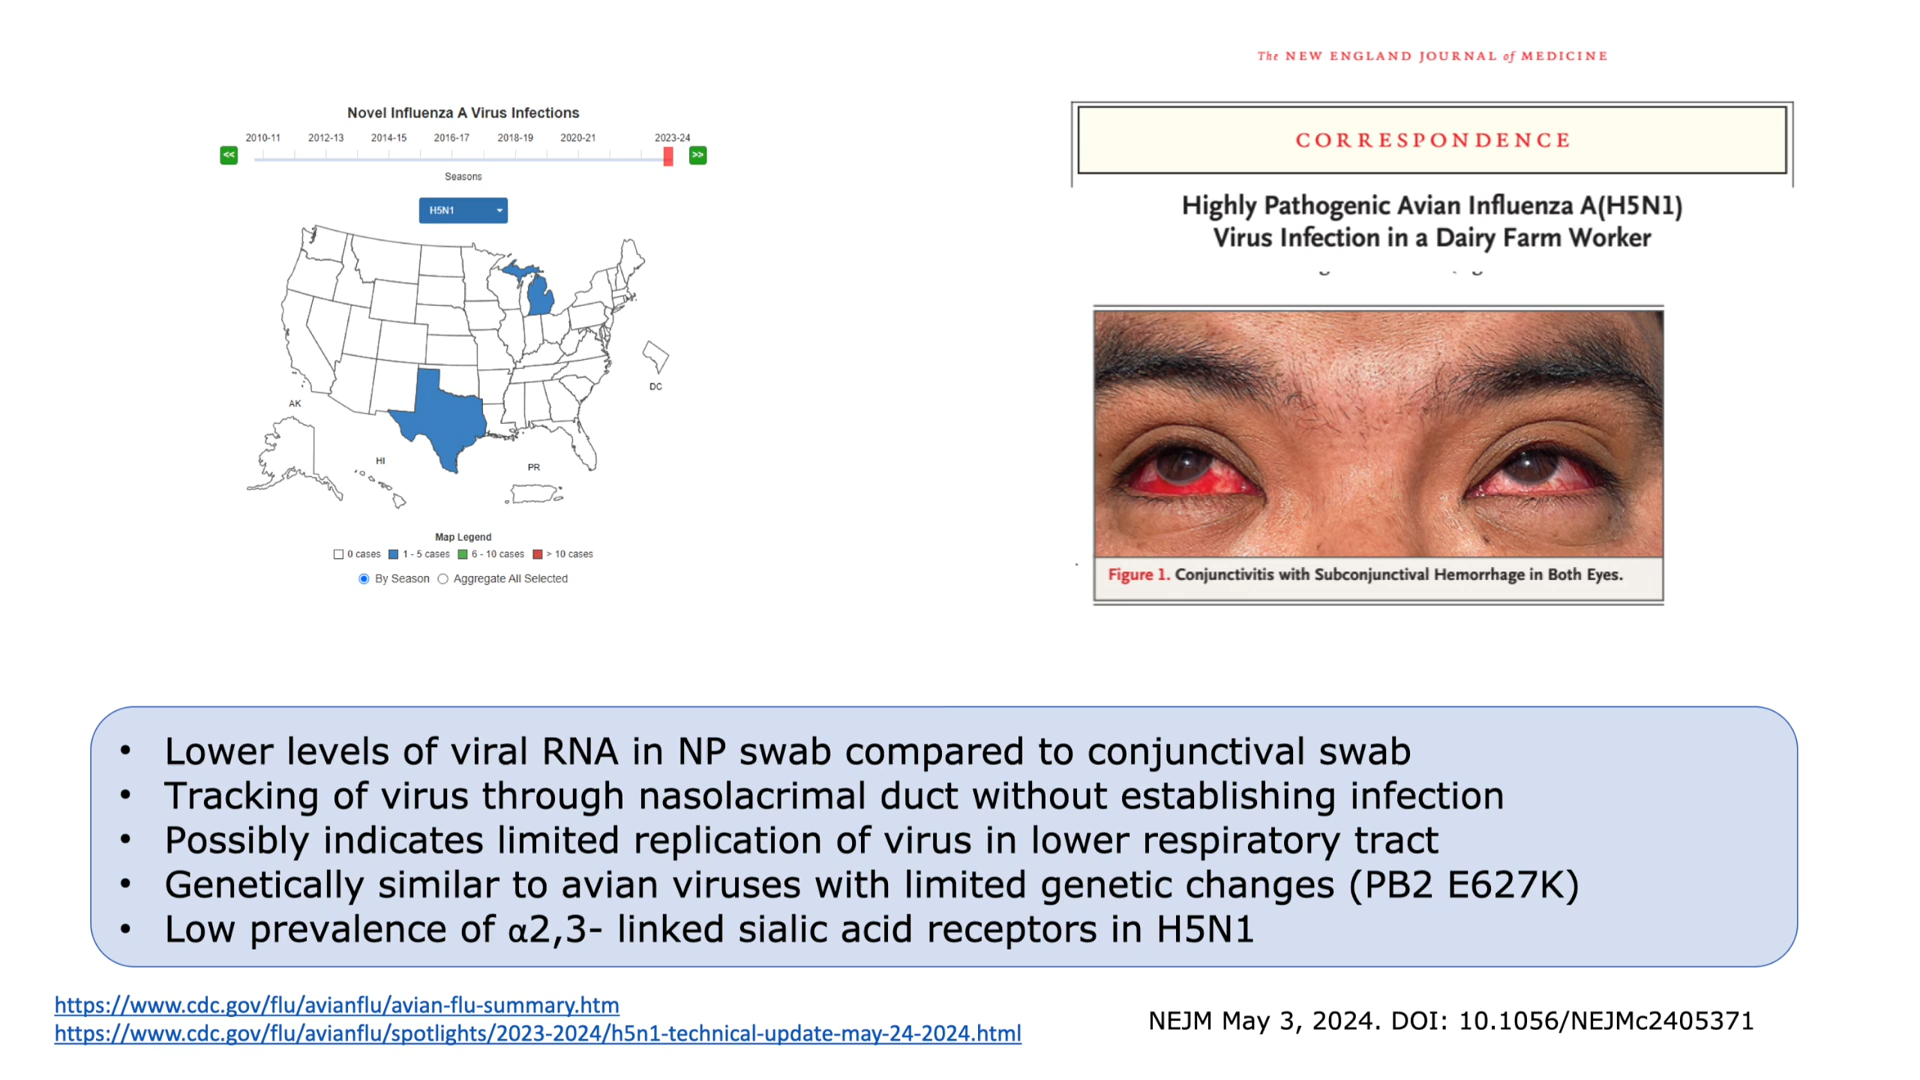 The NEW ENGLAND JOURNAL of MEDICINE
Novel Influenza A Virus Infections
2010-11 2012-13 2014-15 2016-17 2018-19 2020-21 2023-24
<< >>
Seasons
H5N1
AK
HI
PR
DC
Map Legend
0 cases 1 - 5 cases 6 - 10 cases > 10 cases
By Season Aggregate All Selected
CORRESPONDENCE
Highly Pathogenic Avian Influenza A(H5N1)
Virus Infection in a Dairy Farm Worker
Figure 1. Conjunctivitis with Subconjunctival Hemorrhage in Both Eyes.
• Lower levels of viral RNA in NP swab compared to conjunctival swab
• Tracking of virus through nasolacrimal duct without establishing infection
• Possibly indicates limited replication of virus in lower respiratory tract
• Genetically similar to avian viruses with limited genetic changes (PB2 E627K)
• Low prevalence of α2,3- linked sialic acid receptors in H5N1
https://www.cdc.gov/flu/avianflu/avian-flu-summary.htm
https://www.cdc.gov/flu/avianflu/spotlights/2023-2024/h5n1-technical-update-may-24-2024.html
NEJM May 3, 2024. DOI: 10.1056/NEJMc2405371